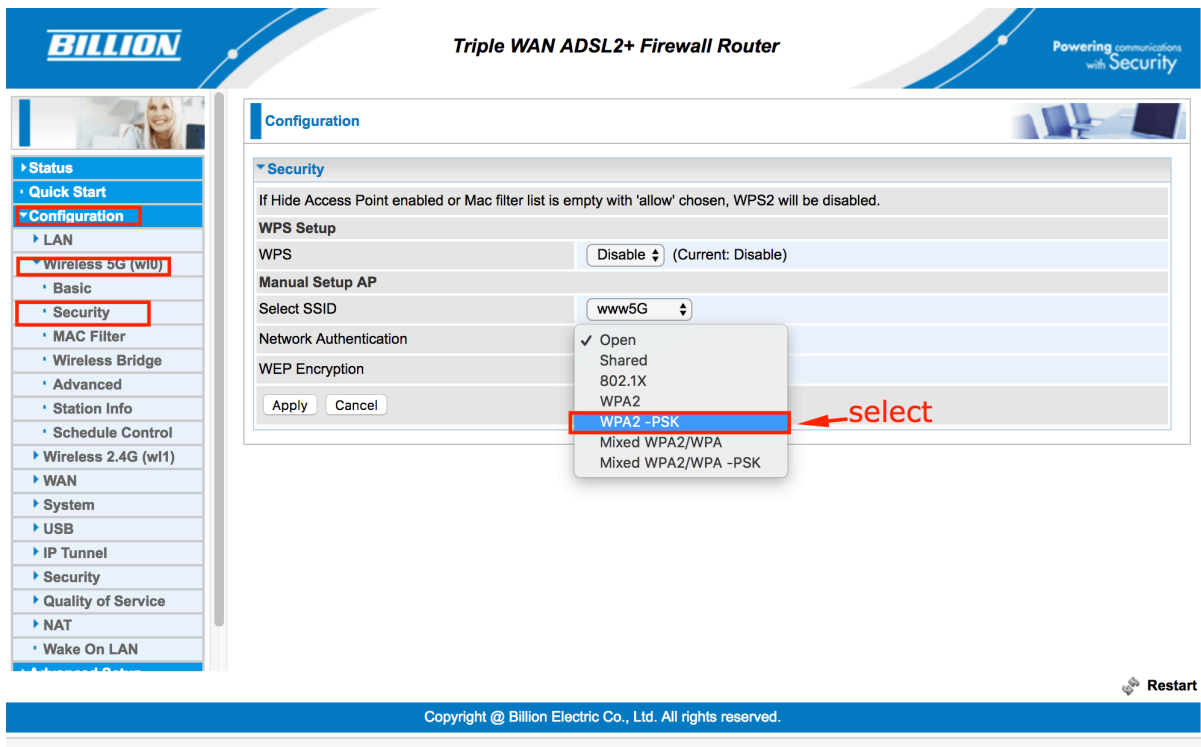 BILLION
Triple WAN ADSL2+ Firewall Router
Powering communications
with Security
Status
Quick Start
Configuration
LAN
Wireless 5G (wl0)
Basic
Security
MAC Filter
Wireless Bridge
Advanced
Station Info
Schedule Control
Wireless 2.4G (wl1)
WAN
System
USB
IP Tunnel
Security
Quality of Service
NAT
Wake On LAN
Advanced Setup
Configuration
Security
If Hide Access Point enabled or Mac filter list is empty with 'allow' chosen, WPS2 will be disabled.
WPS Setup
WPS Disable (Current: Disable)
Manual Setup AP
Select SSID www5G
Network Authentication
WEP Encryption
Apply Cancel
Open
Shared
802.1X
WPA2
WPA2 -PSK
Mixed WPA2/WPA
Mixed WPA2/WPA -PSK
select
Restart
Copyright @ Billion Electric Co., Ltd. All rights reserved.